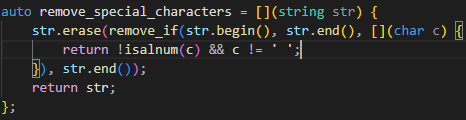 auto remove_special_characters = [](string str) {
    str.erase(remove_if(str.begin(), str.end(), [](char c) {
        return !isalnum(c) && c != ' ';
    }), str.end());
    return str;
};